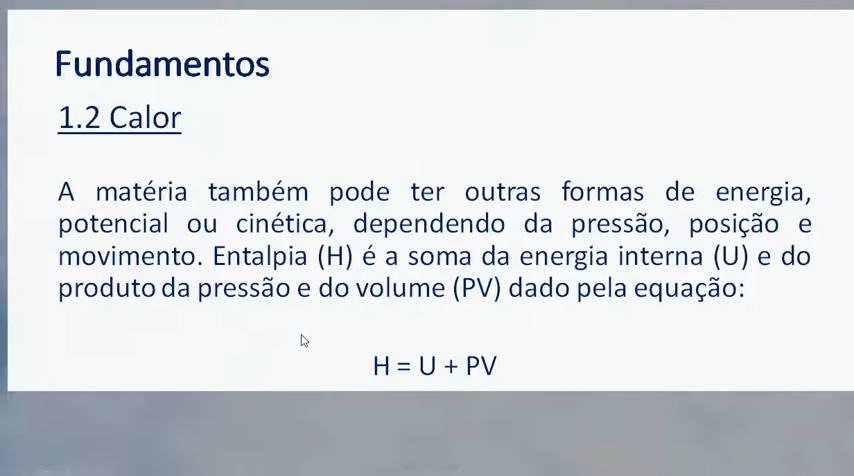 Fundamentos
1.2 Calor
A matéria também pode ter outras formas de energia,
potencial ou cinética, dependendo da pressão, posição e
movimento. Entalpia (H) é a soma da energia interna (U) e do
produto da pressão e do volume (PV) dado pela equação:
H = U + PV